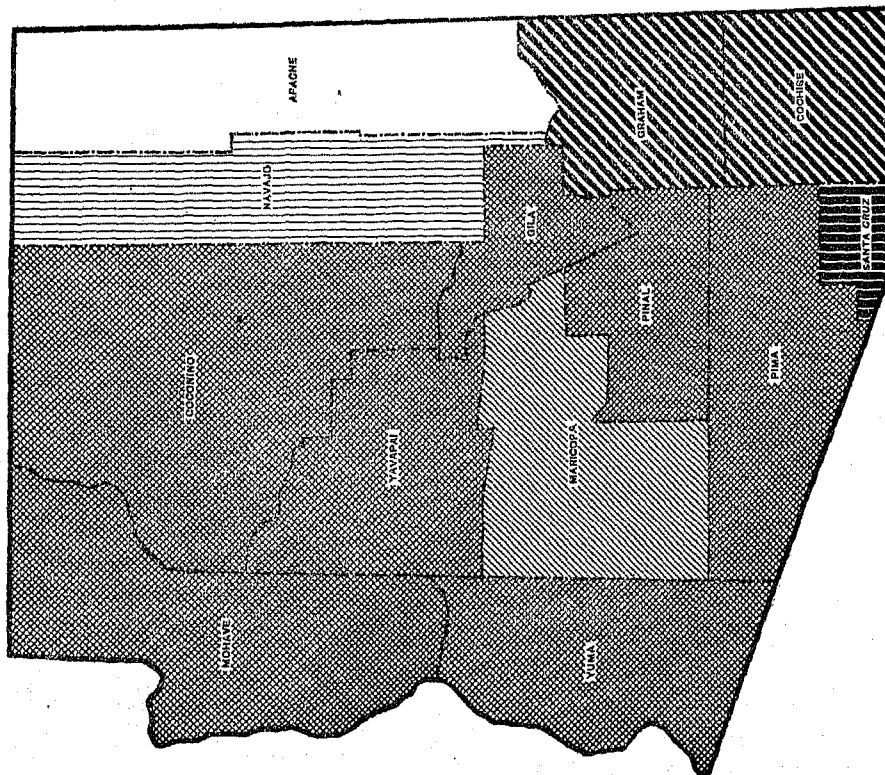 APACHE
NAVAJO
COCONINO
MOHAVE
YAVAPAI
GILA
GRAHAM
COCHISE
MARICOPA
PINAL
YUMA
PIMA
SANTA CRUZ